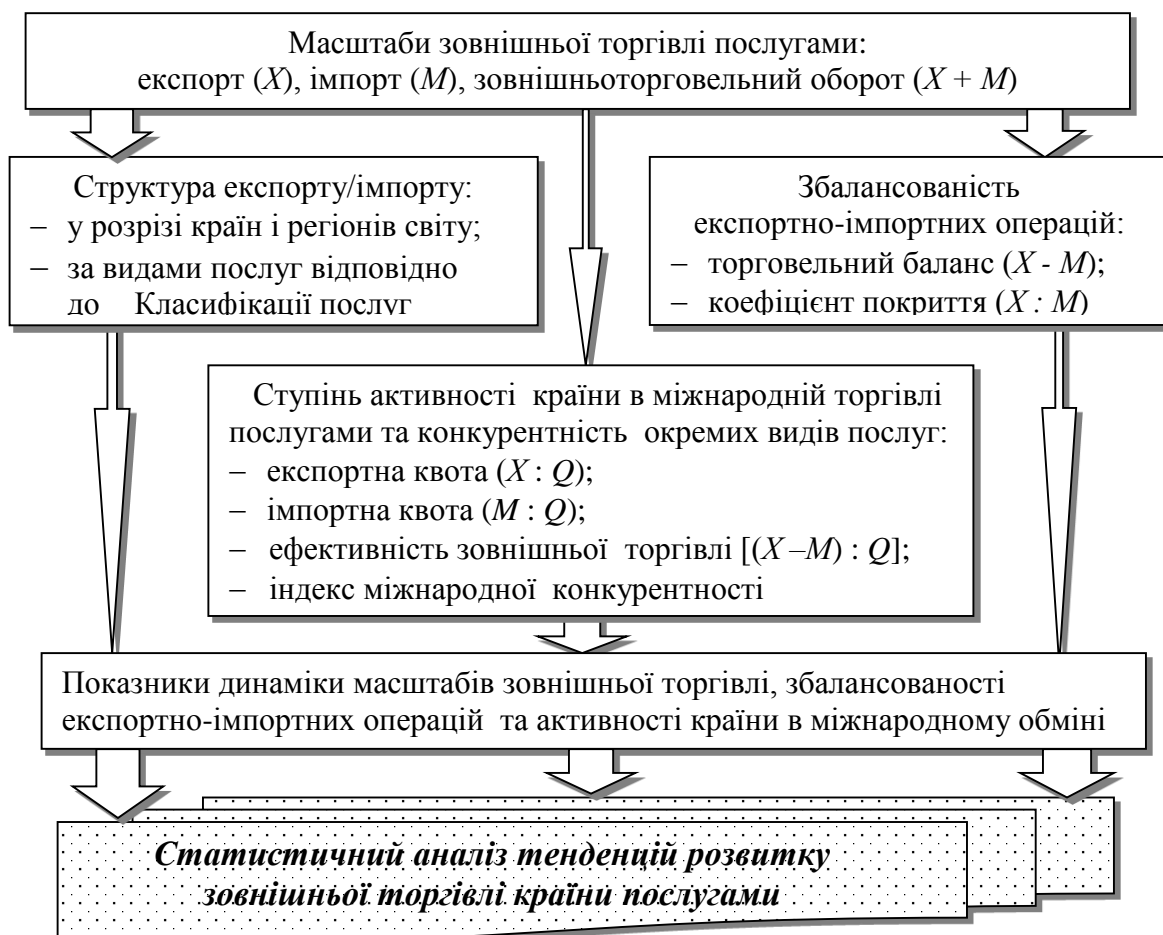 Масштаби зовнішньої торгівлі послугами:
експорт (X), імпорт (M), зовнішньоторговельний оборот (X + M)
Структура експорту/імпорту:
– у розрізі країн і регіонів світу;
– за видами послуг відповідно
до Класифікації послуг
Збалансованість
експортно-імпортних операцій:
– торговельний баланс (X - M);
– коефіцієнт покриття (X : M)
Ступінь активності країни в міжнародній торгівлі
послугами та конкурентність окремих видів послуг:
– експортна квота (X : Q);
– імпортна квота (M : Q);
– ефективність зовнішньої торгівлі [(X –M) : Q];
– індекс міжнародної конкурентності
Показники динаміки масштабів зовнішньої торгівлі, збалансованості
експортно-імпортних операцій та активності країни в міжнародному обміні
Статистичний аналіз тенденцій розвитку
зовнішньої торгівлі країни послугами